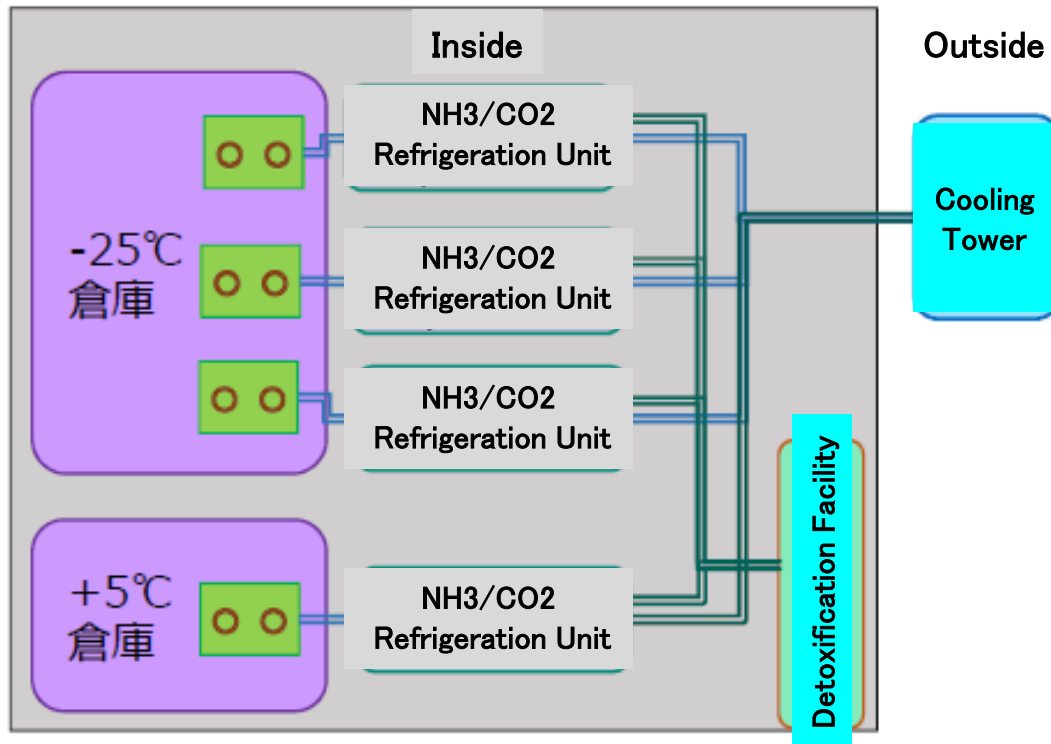 Inside
Outside
NH3/CO2
Refrigeration Unit
-25℃
倉庫
NH3/CO2
Refrigeration Unit
NH3/CO2
Refrigeration Unit
Cooling
Tower
+5℃
倉庫
NH3/CO2
Refrigeration Unit
Detoxification Facility